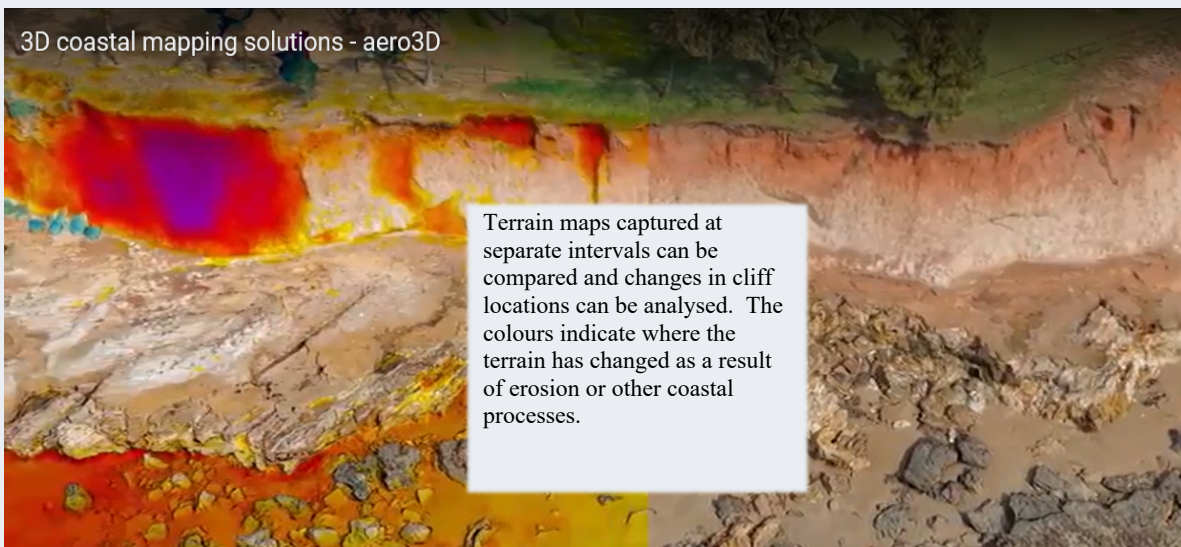 3D coastal mapping solutions - aero3D
Terrain maps captured at
separate intervals can be
compared and changes in cliff
locations can be analysed.  The
colours indicate where the
terrain has changed as a result
of erosion or other coastal
processes.